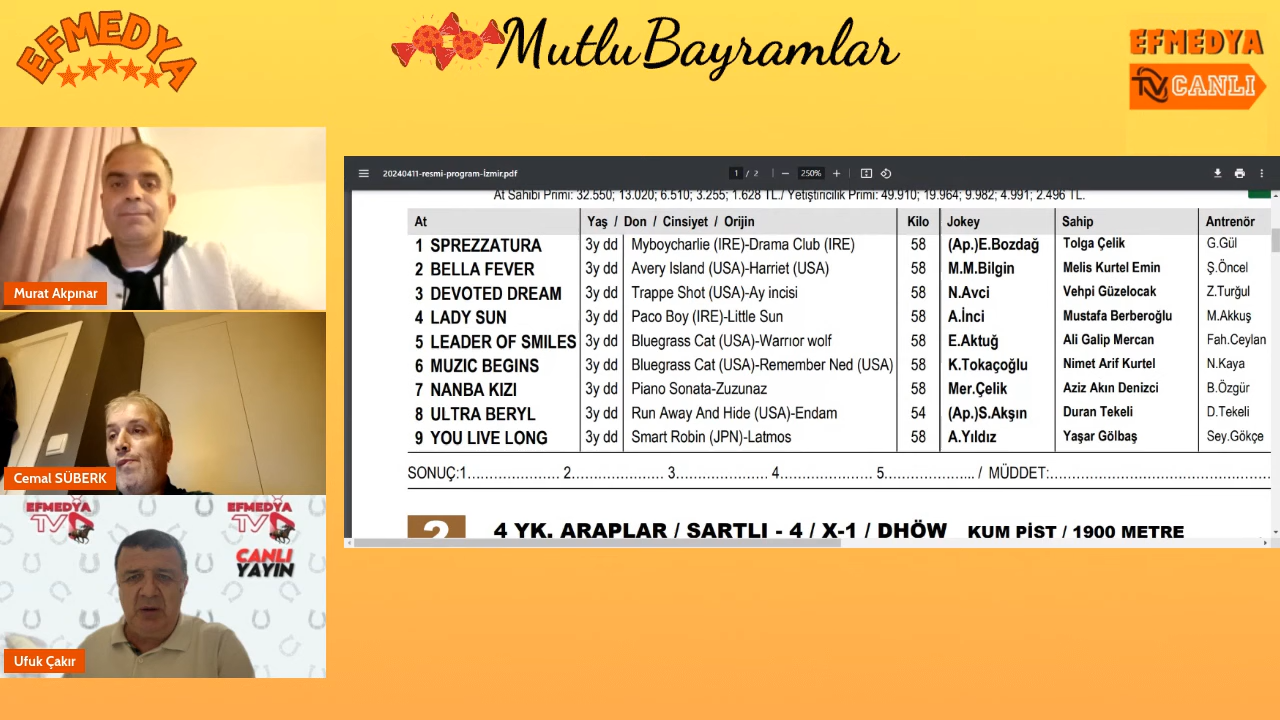 EFMEDYA
Mutlu Bayramlar
EFMEDYA
TV CANLI
Murat Akpınar
Cemal SÜBERK
EFMEDYA
TV
EFMEDYA
TV
CANLI
YAYIN
Ufuk Çakır
20240411-resmi-program-İzmir.pdf
1 / 2
250%
At Sahibi Primi: 32.550; 13.020; 6.510; 3.255; 1.628 TL./ Yetiştiricilik Primi: 49.910; 19.964; 9.982; 4.991; 2.496 TL.
At Yaş / Don / Cinsiyet / Orijin Kilo Jokey Sahip Antrenör
1 SPREZZATURA 3y dd Myboycharlie (IRE)-Drama Club (IRE) 58 (Ap.)E.Bozdağ Tolga Çelik G.Gül
2 BELLA FEVER 3y dd Avery Island (USA)-Harriet (USA) 58 M.M.Bilgin Melis Kurtel Emin Ş.Öncel
3 DEVOTED DREAM 3y dd Trappe Shot (USA)-Ay incisi 58 N.Avci Vehpi Güzelocak Z.Turğul
4 LADY SUN 3y dd Paco Boy (IRE)-Little Sun 58 A.İnci Mustafa Berberoğlu M.Akkuş
5 LEADER OF SMILES 3y dd Bluegrass Cat (USA)-Warrıor wolf 58 E.Aktuğ Ali Galip Mercan Fah.Ceylan
6 MUZIC BEGINS 3y dd Bluegrass Cat (USA)-Remember Ned (USA) 58 K.Tokaçoğlu Nimet Arif Kurtel N.Kaya
7 NANBA KIZI 3y dd Piano Sonata-Zuzunaz 58 Mer.Çelik Aziz Akın Denizci B.Özgür
8 ULTRA BERYL 3y dd Run Away And Hide (USA)-Endam 54 (Ap.)S.Akşın Duran Tekeli D.Tekeli
9 YOU LIVE LONG 3y dd Smart Robin (JPN)-Latmos 58 A.Yıldız Yaşar Gölbaş Sey.Gökçe
SONUÇ:1..................... 2..................... 3..................... 4..................... 5..................... / MÜDDET:..................................................
2 4 YK. ARAPLAR / ŞARTLI - 4 / X-1 / DHÖW KUM PİST / 1900 METRE